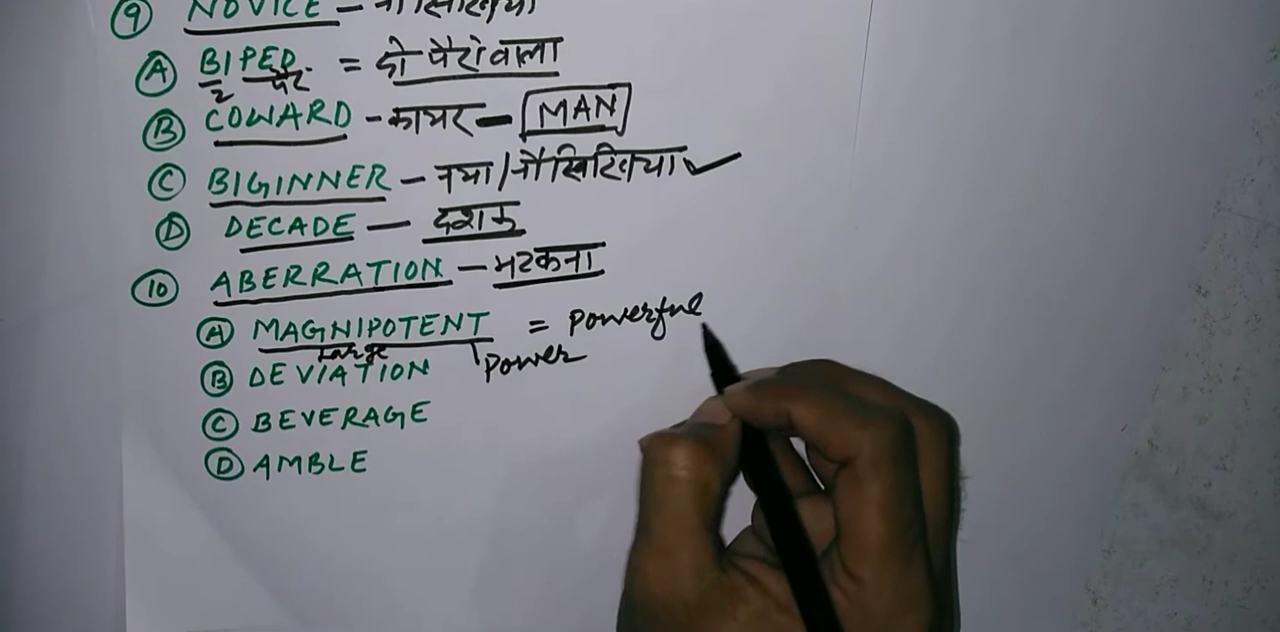 9 NOVICE - नौसिखिया
A BIPED. = दो पैरों वाला
2 पैर
B COWARD - कायर - MAN
C BIGINNER - नया/नौसिखिया ✓
D DECADE - दशक
10 ABERRATION - भटकना
A MAGNIPOTENT = Powerful
Large Power
B DEVIATION
C BEVERAGE
D AMBLE